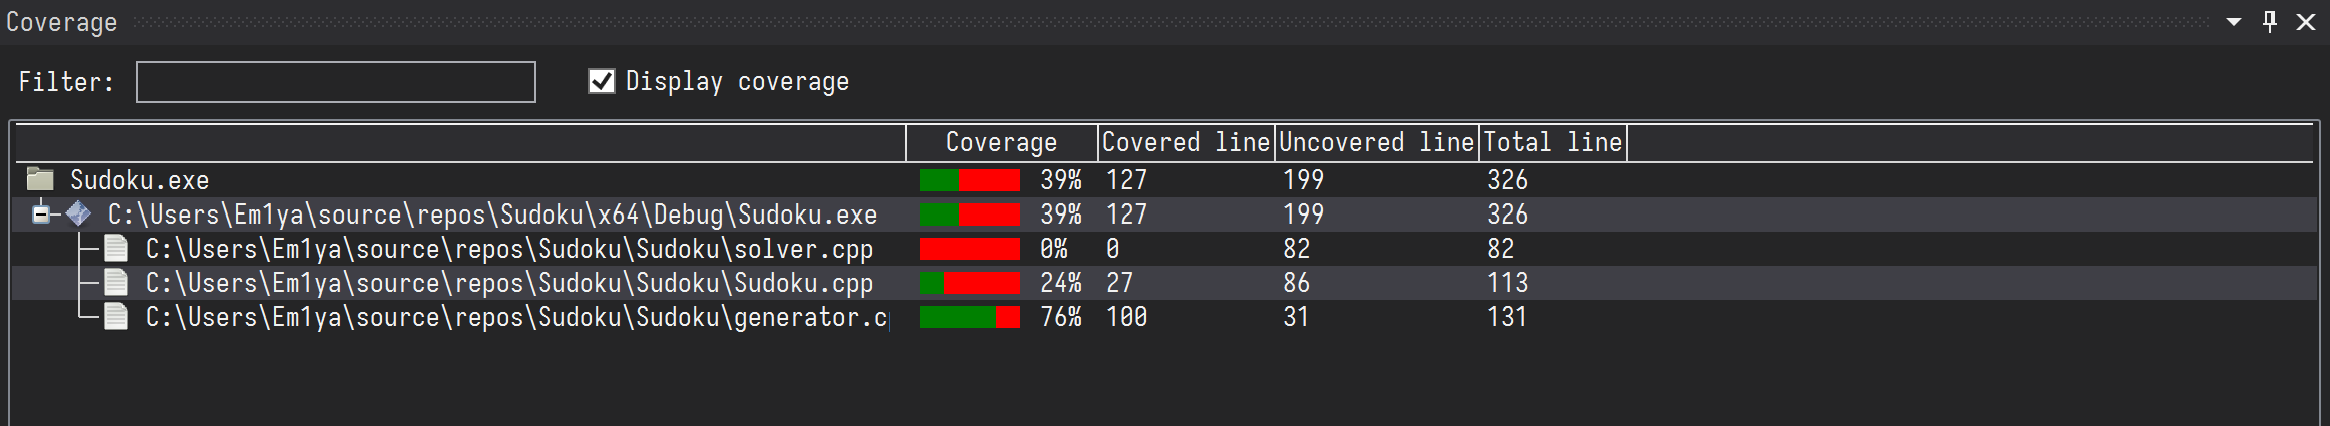 Coverage
Filter: Display coverage
Coverage Covered line Uncovered line Total line
Sudoku.exe 39% 127 199 326
C:\Users\Em1ya\source\repos\Sudoku\x64\Debug\Sudoku.exe 39% 127 199 326
C:\Users\Em1ya\source\repos\Sudoku\Sudoku\solver.cpp 0% 0 82 82
C:\Users\Em1ya\source\repos\Sudoku\Sudoku\Sudoku.cpp 24% 27 86 113
C:\Users\Em1ya\source\repos\Sudoku\Sudoku\generator.c 76% 100 31 131